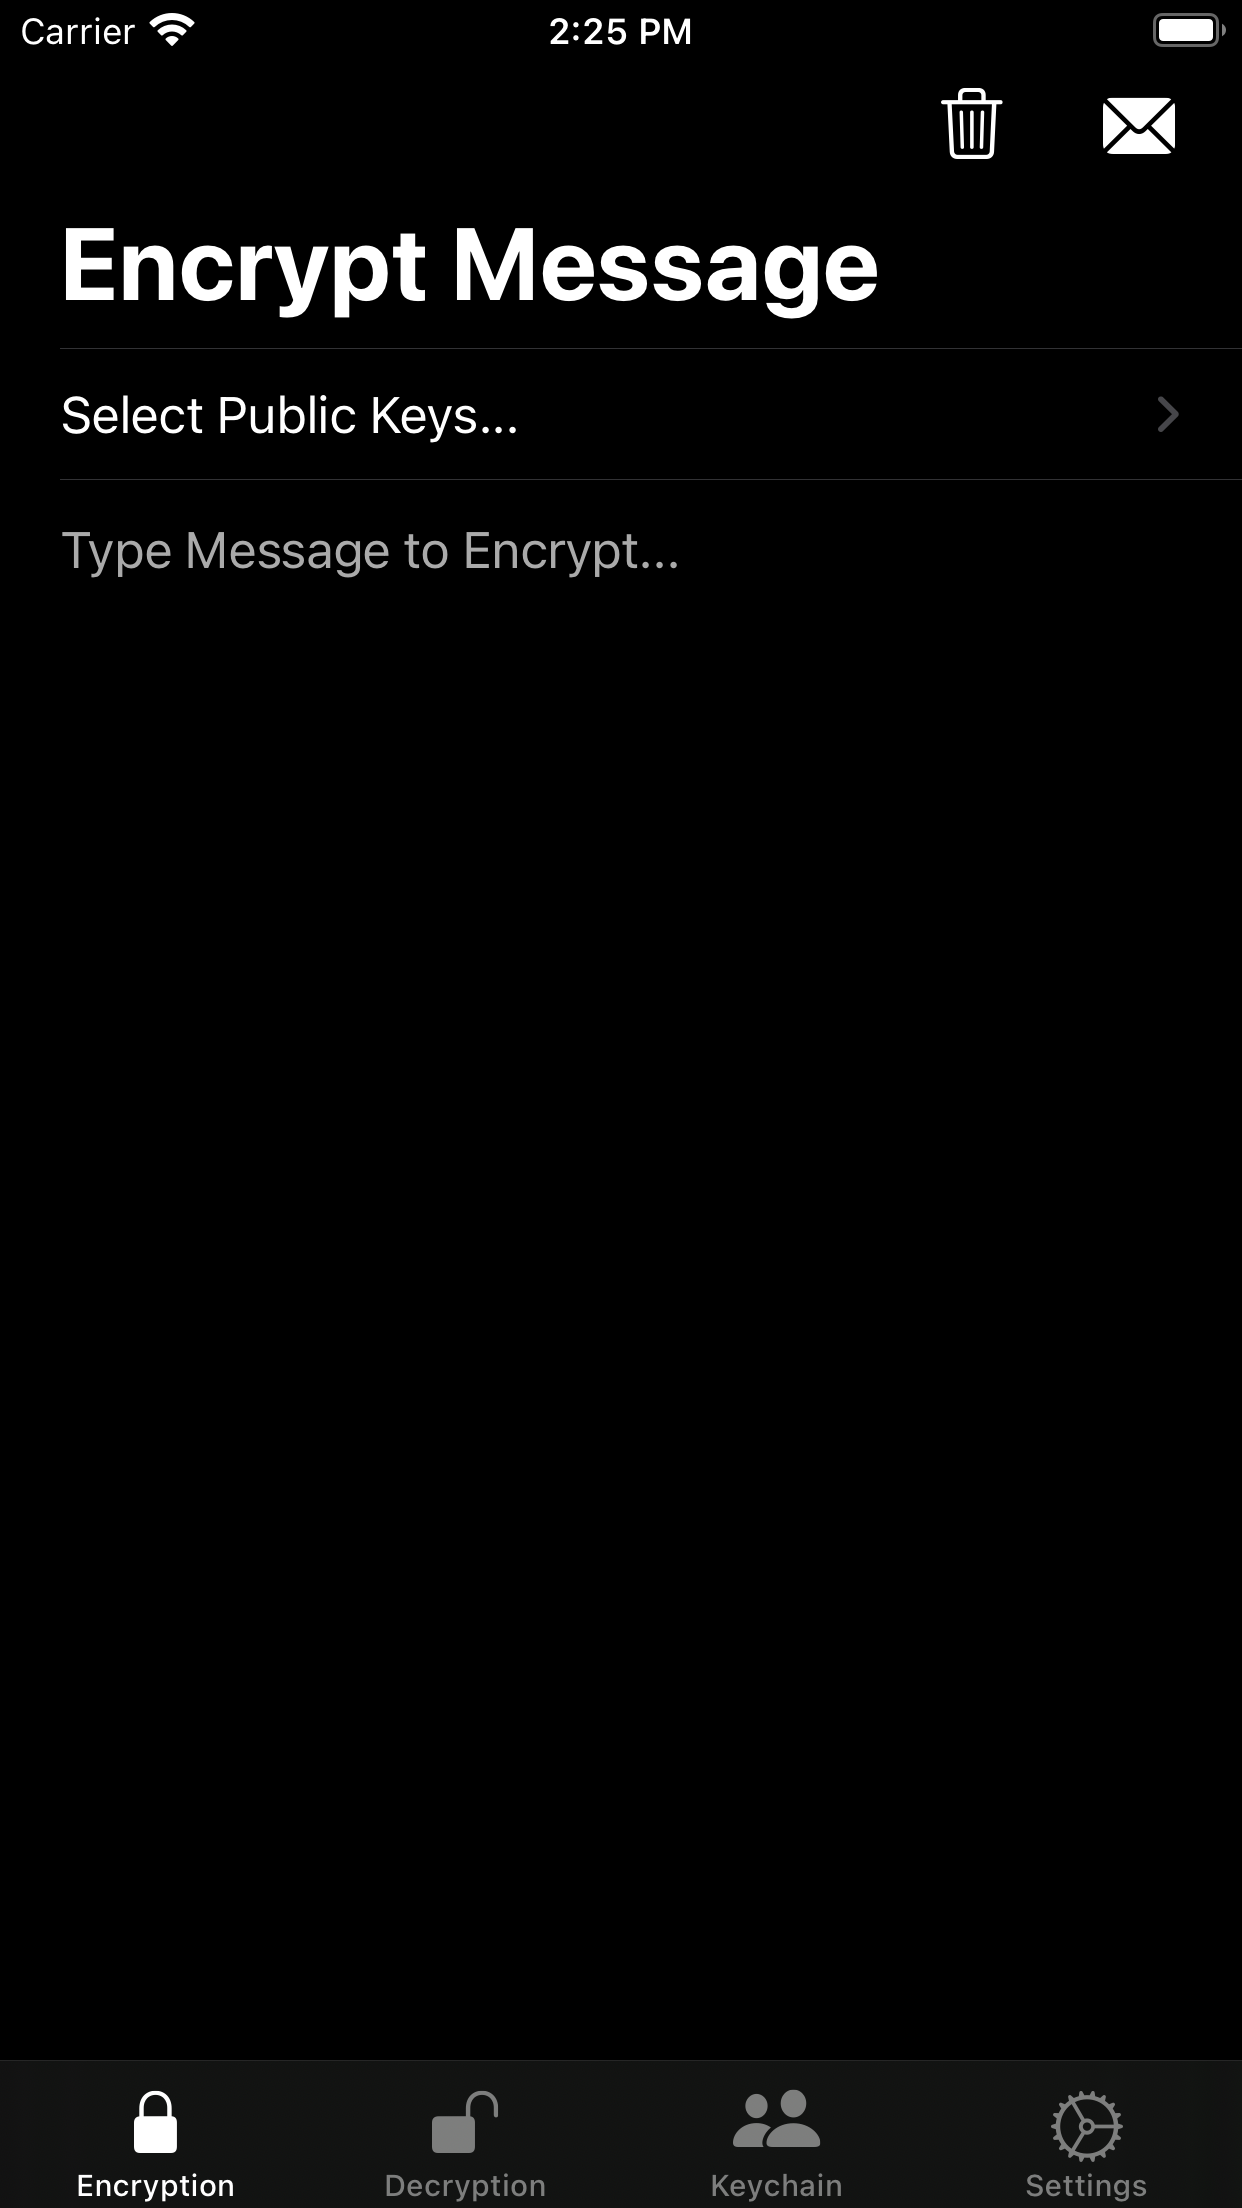 Carrier 2:25 PM
Encrypt Message
Select Public Keys...
Type Message to Encrypt...
Encryption Decryption Keychain Settings